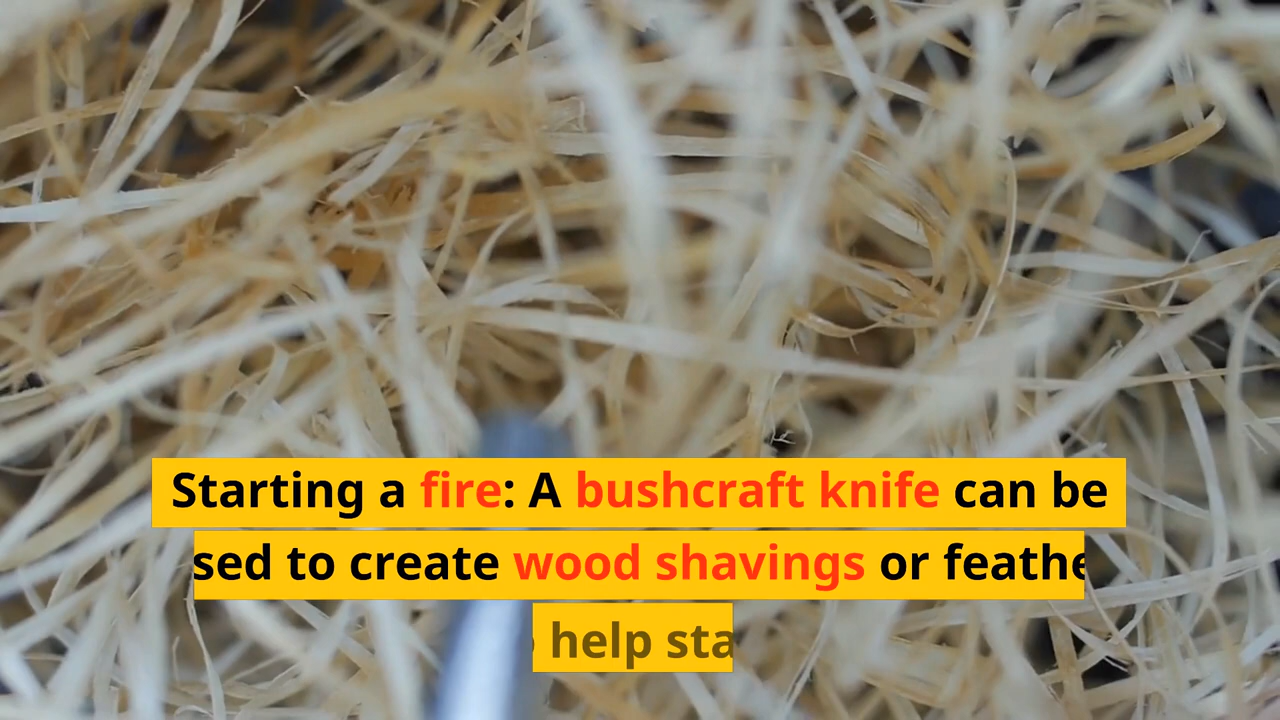 Starting a fire: A bushcraft knife can be
sed to create wood shavings or feathe
help sta